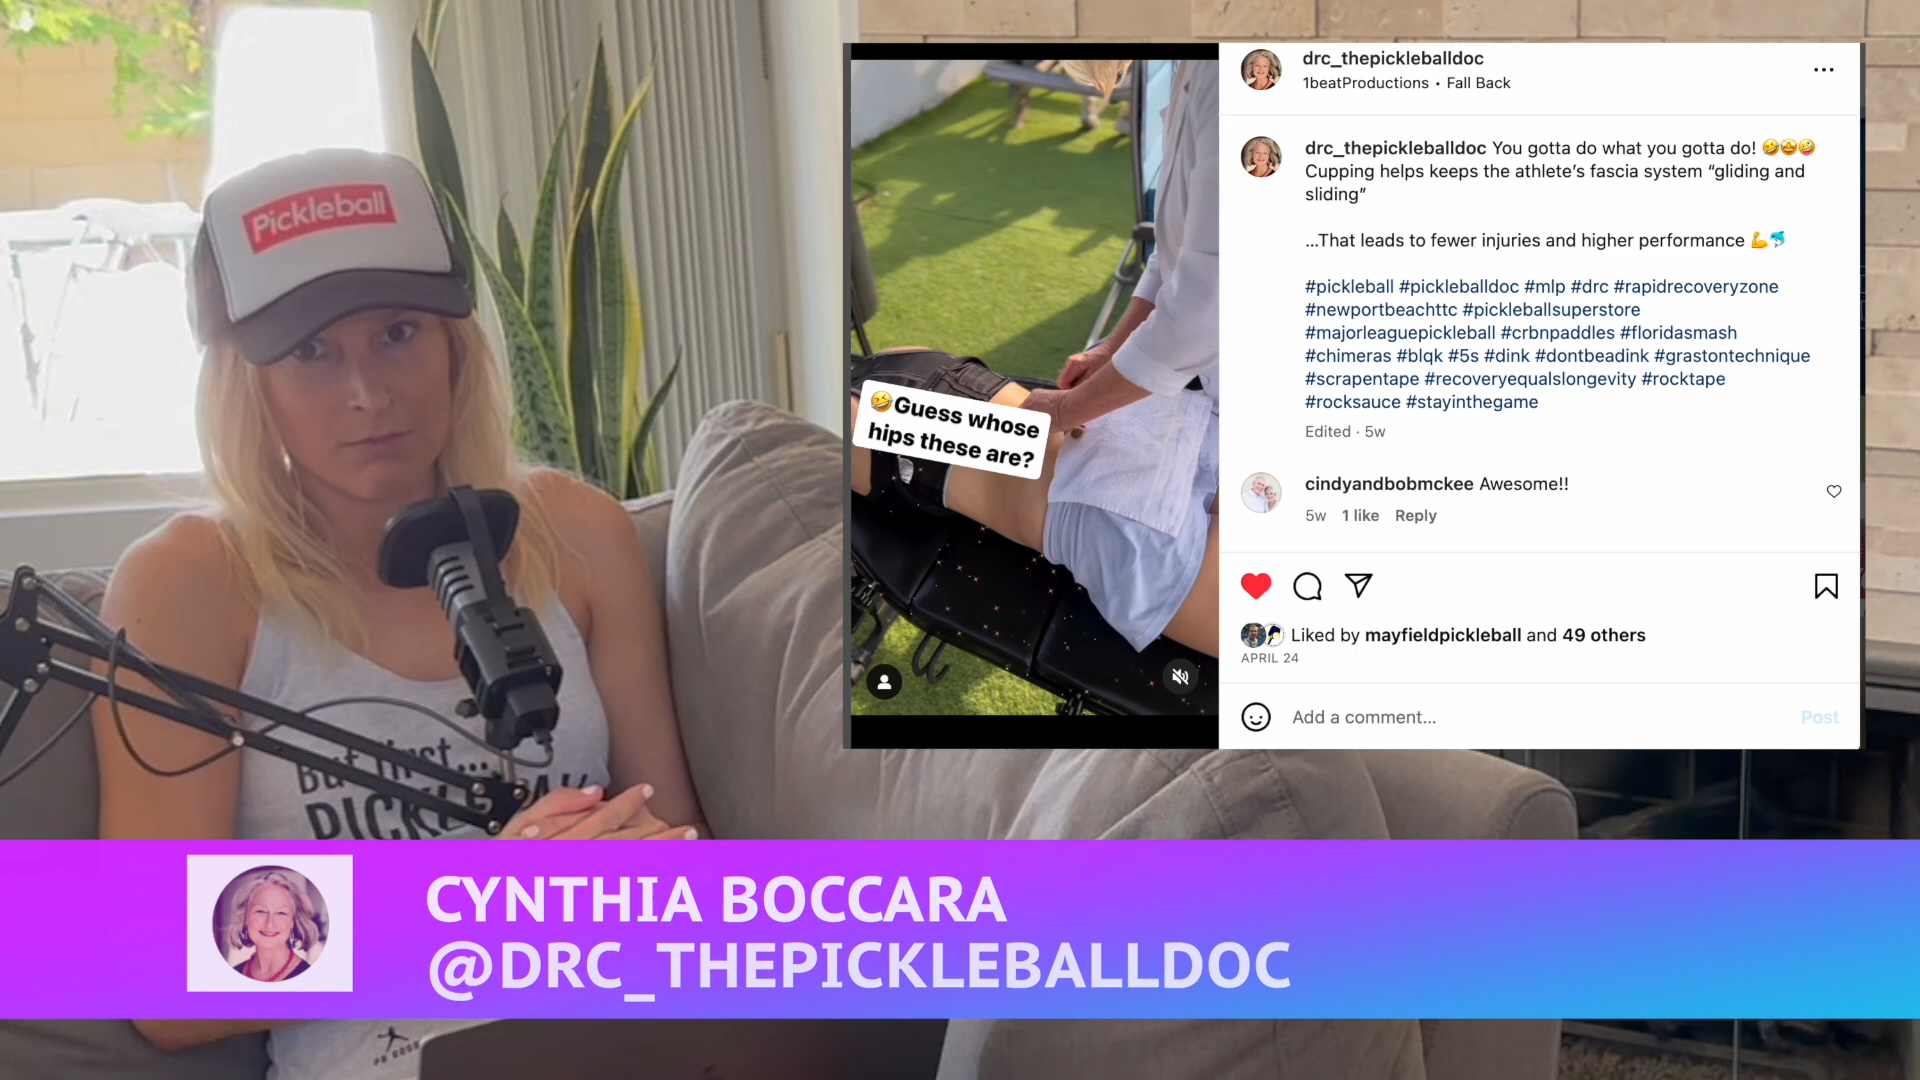 Pickleball
But first...
drc_thepickleballdoc
1beatProductions • Fall Back
drc_thepickleballdoc You gotta do what you gotta do! 🤣🤩🤪
Cupping helps keeps the athlete’s fascia system “gliding and
sliding”
...That leads to fewer injuries and higher performance 💪🐬
#pickleball #pickleballdoc #mlp #drc #rapidrecoveryzone
#newportbeachttc #pickleballsuperstore
#majorleaguepickleball #crbnpaddles #floridasmash
#chimeras #blqk #5s #dink #dontbeadink #grastontechnique
#scrapentape #recoveryequalslongevity #rocktape
#rocksauce #stayinthegame
Edited · 5w
cindyandbobmckee Awesome!!
5w 1 like Reply
Liked by mayfieldpickleball and 49 others
APRIL 24
Add a comment...
Post
🤣Guess whose
hips these are?
CYNTHIA BOCCARA
@DRC_THEPICKLEBALLDOC